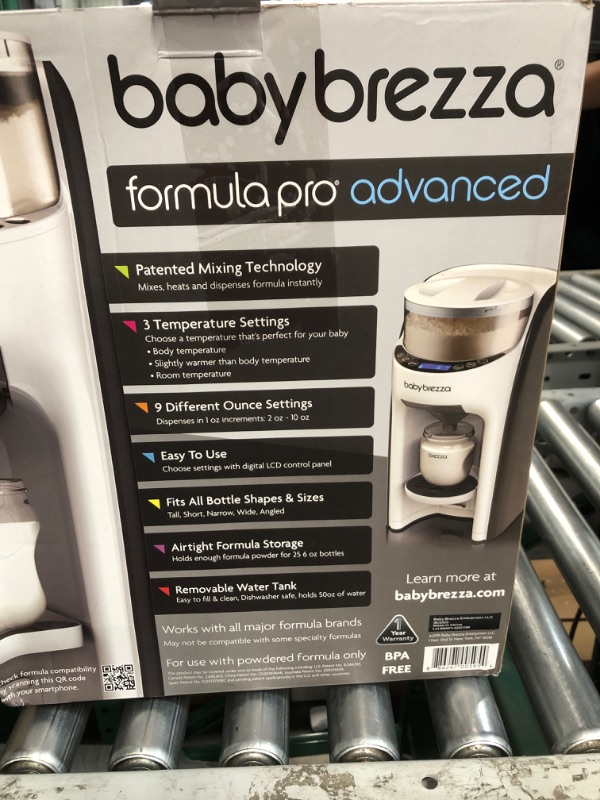 babybrezza®
formula pro® advanced
Patented Mixing Technology
Mixes, heats and dispenses formula instantly
3 Temperature Settings
Choose a temperature that's perfect for your baby
• Body temperature
• Slightly warmer than body temperature
• Room temperature
9 Different Ounce Settings
Dispenses in 1 oz increments: 2 oz - 10 oz
Easy To Use
Choose settings with digital LCD control panel
Fits All Bottle Shapes & Sizes
Tall, Short, Narrow, Wide, Angled
Airtight Formula Storage
Holds enough formula powder for 25 6 oz bottles
Removable Water Tank
Easy to fill & clean, Dishwasher safe, holds 50oz of water
babybrezza
brezza
Learn more at
babybrezza.com
Works with all major formula brands
May not be compatible with some specialty formulas
For use with powdered formula only
1
Year
Warranty
BPA
FREE
Baby Brezza Enterprises LLC
check formula compatibility
by scanning this QR code
with your smartphone.